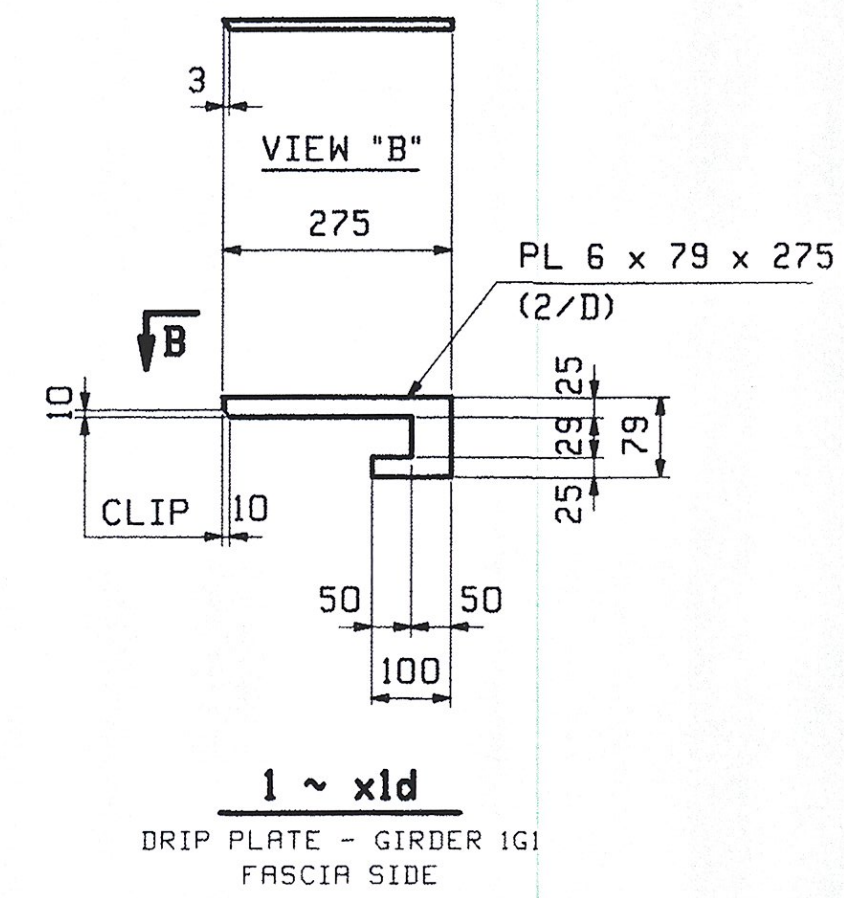 3
VIEW "B"
275
PL 6 x 79 x 275
(2/D)
B
10
25
29
79
25
CLIP 10
50 50
100
1 ~ x1d
DRIP PLATE - GIRDER 1G1
FASCIA SIDE